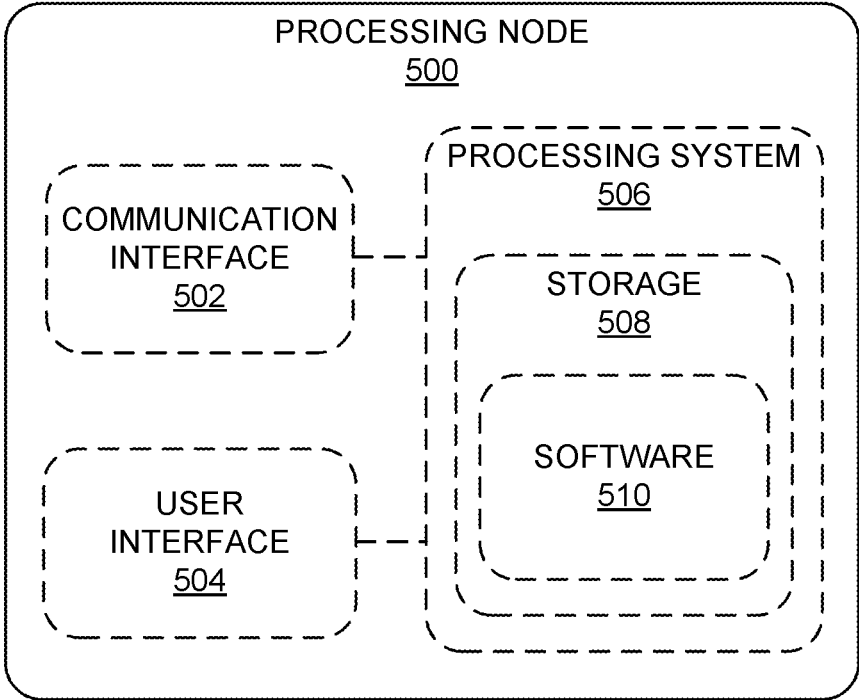 PROCESSING NODE
500
COMMUNICATION
INTERFACE
502
USER
INTERFACE
504
PROCESSING SYSTEM
506
STORAGE
508
SOFTWARE
510